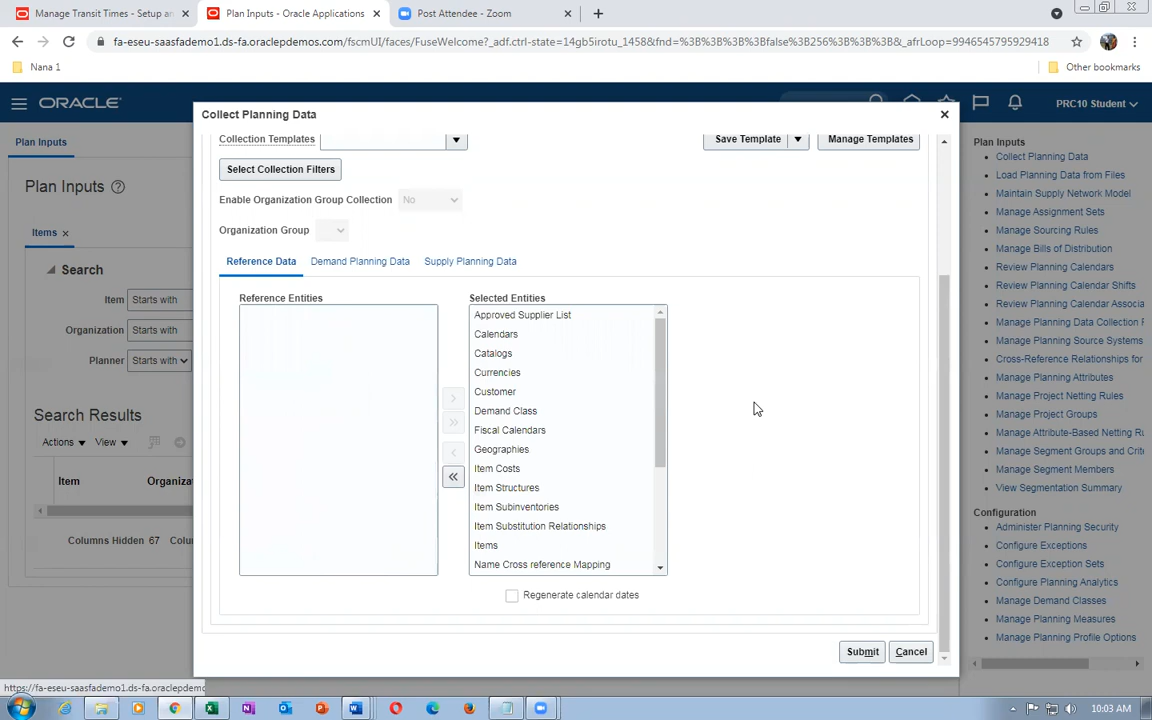 Manage Transit Times - Setup an
Plan Inputs - Oracle Applications
Post Attendee - Zoom
fa-eseu-saasfademo1.ds-fa.oraclepdemos.com/fscmUI/faces/FuseWelcome?_adf.ctrl-state=14gb5irotu_1458&fnd=%3B%3B%3B%3Bfalse%3B256%3B%3B%3B&_afrLoop=9946545795929418
Nana 1
Other bookmarks
ORACLE
PRC10 Student
Plan Inputs
Plan Inputs
Items
Search
Item
Starts with
Organization
Starts with
Planner
Starts with
Search Results
Actions
View
Item
Organizat
Columns Hidden 67
Colum
Collect Planning Data
Collection Templates
Save Template
Manage Templates
Select Collection Filters
Enable Organization Group Collection
No
Organization Group
Reference Data
Demand Planning Data
Supply Planning Data
Reference Entities
Selected Entities
Approved Supplier List
Calendars
Catalogs
Currencies
Customer
Demand Class
Fiscal Calendars
Geographies
Item Costs
Item Structures
Item Subinventories
Item Substitution Relationships
Items
Name Cross reference Mapping
Regenerate calendar dates
Submit
Cancel
Plan Inputs
Collect Planning Data
Load Planning Data from Files
Maintain Supply Network Model
Manage Assignment Sets
Manage Sourcing Rules
Manage Bills of Distribution
Review Planning Calendars
Review Planning Calendar Shifts
Review Planning Calendar Associa
Manage Planning Data Collection F
Manage Planning Source Systems
Cross-Reference Relationships for
Manage Planning Attributes
Manage Project Netting Rules
Manage Project Groups
Manage Attribute-Based Netting Ru
Manage Segment Groups and Crite
Manage Segment Members
View Segmentation Summary
Configuration
Administer Planning Security
Configure Exceptions
Configure Exception Sets
Configure Planning Analytics
Manage Demand Classes
Manage Planning Measures
Manage Planning Profile Options
https://fa-eseu-saasfademo1.ds-fa.oraclepdemo
10:03 AM